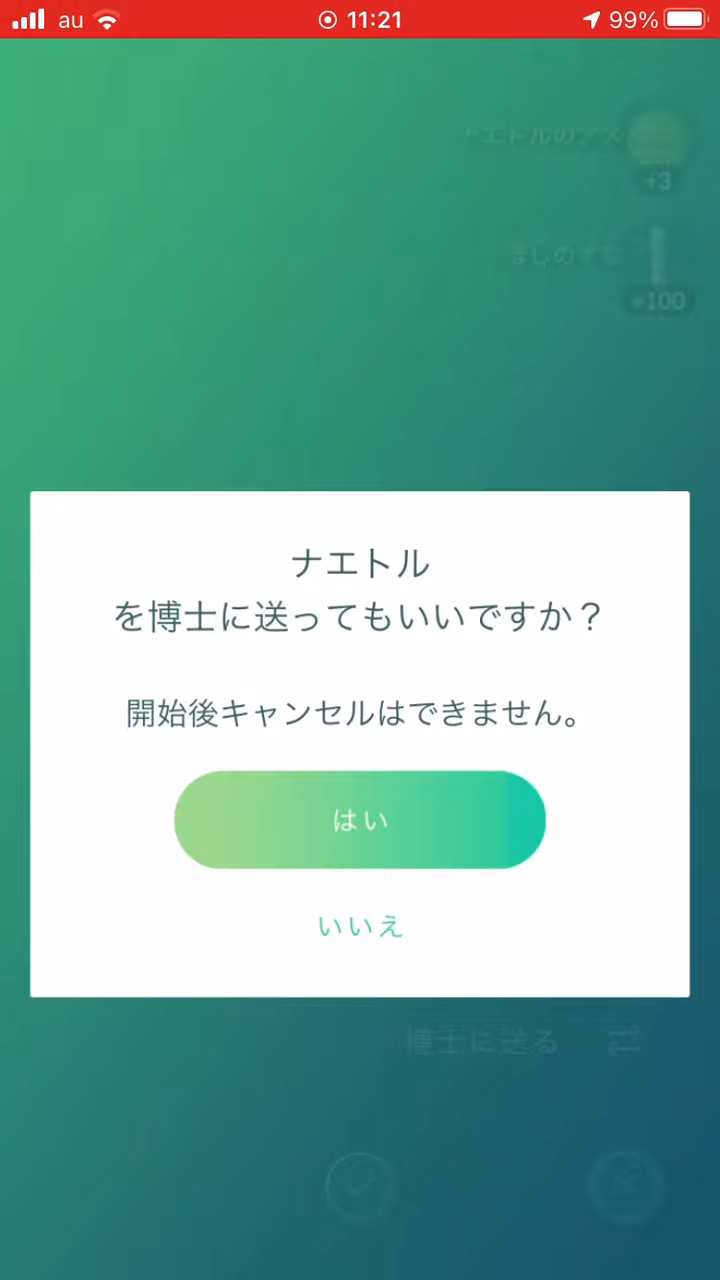 au 11:21 99%
+3
+100
ナエトル
を博士に送ってもいいですか？
開始後キャンセルはできません。
はい
いいえ
博士に送る